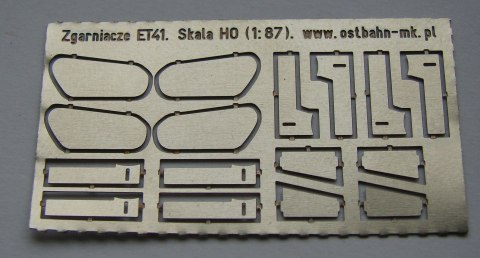 Zgarniacze ET41. Skala HO (1:87). www.ostbahn-mk.pl